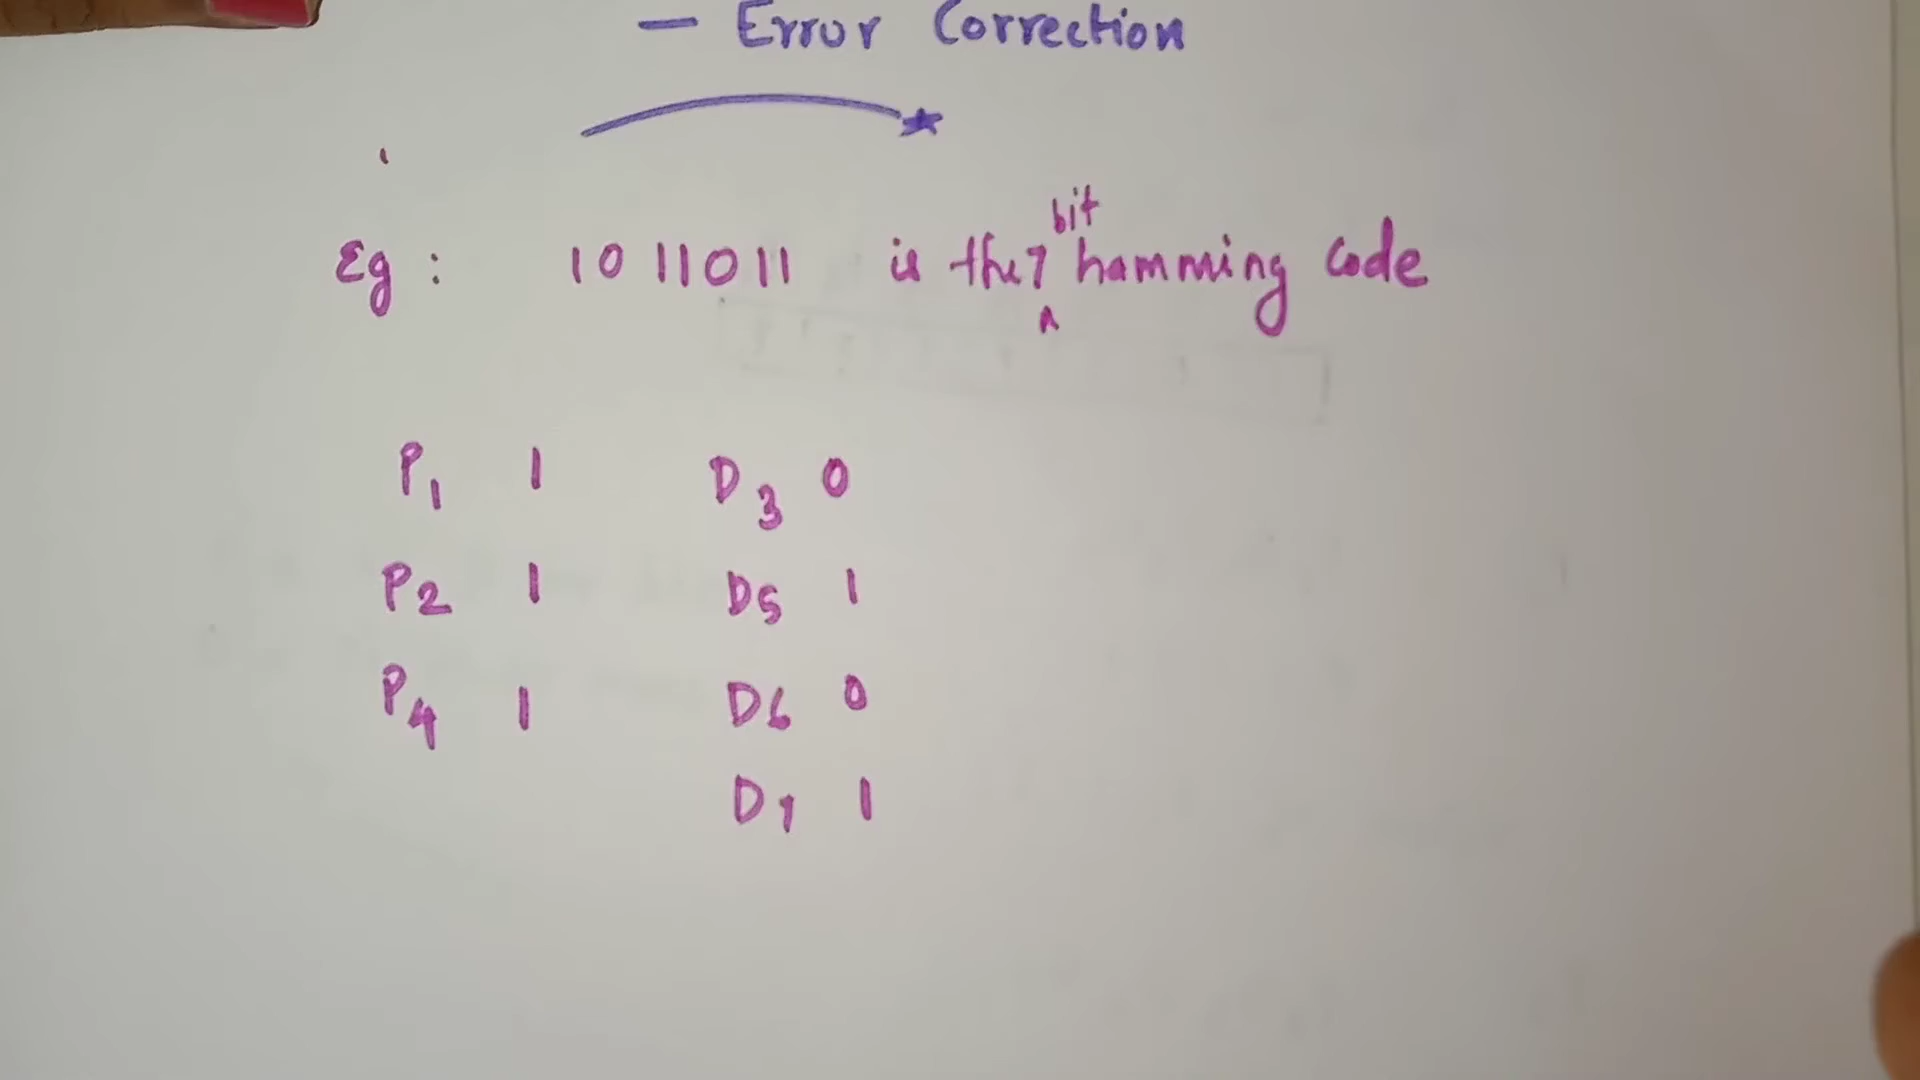 — Error Correction
Eg : 1011011 is the 7 bit hamming code
P1 1 D3 0
P2 1 D5 1
P4 1 D6 0
D7 1